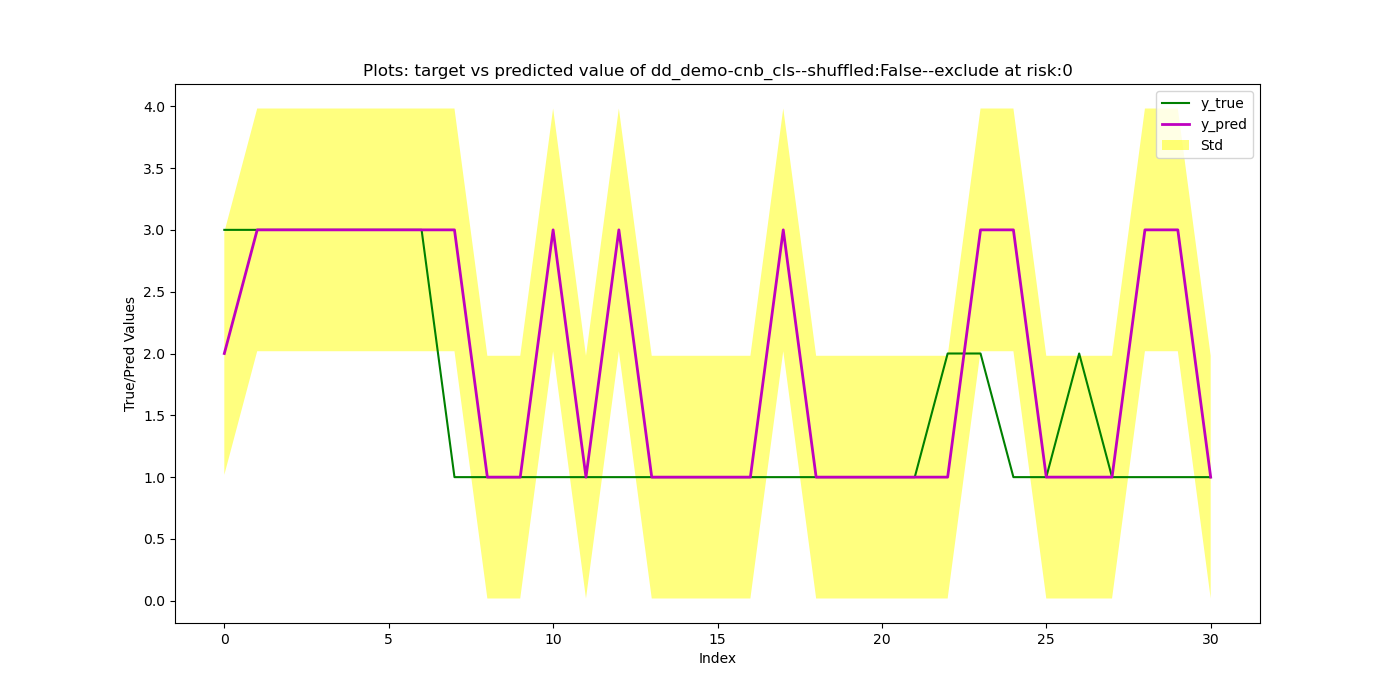 Plots: target vs predicted value of dd_demo-cnb_cls--shuffled:False--exclude at risk:0
y_true
y_pred
Std
True/Pred Values
4.0
3.5
3.0
2.5
2.0
1.5
1.0
0.5
0.0
0 5 10 15 20 25 30
Index